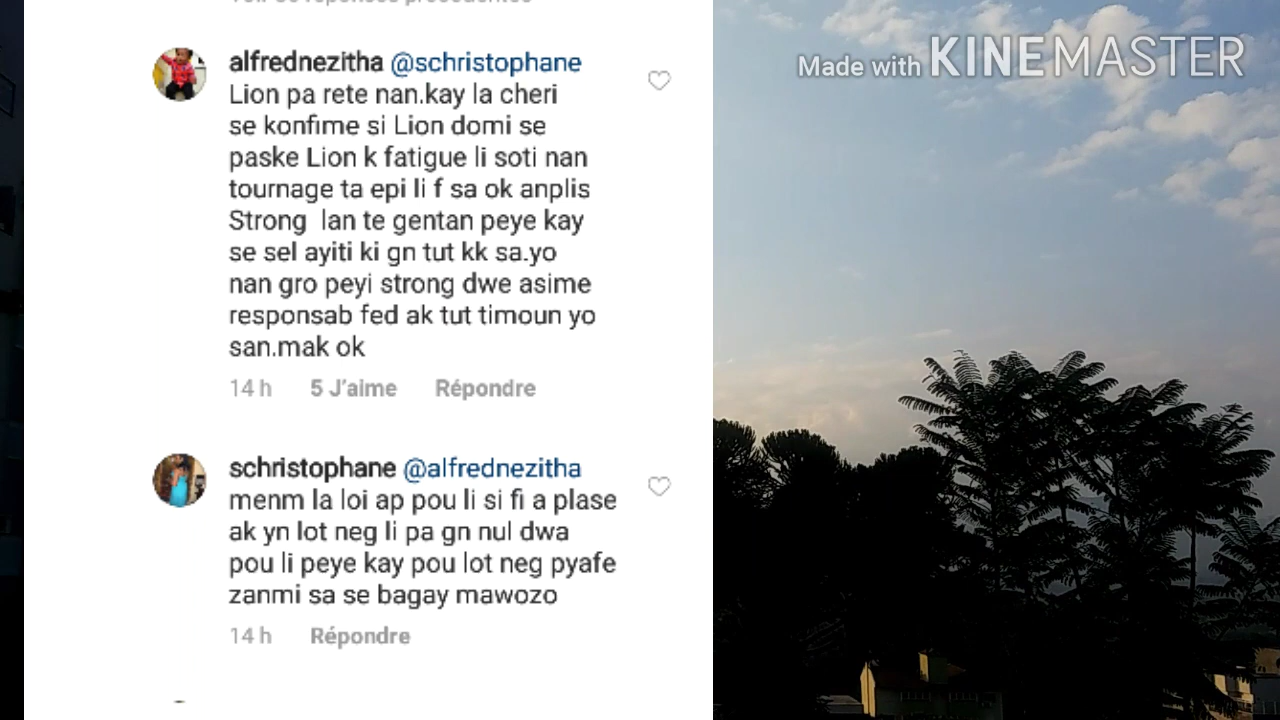 alfrednezitha @schristophane
Lion pa rete nan.kay la cheri
se konfime si Lion domi se
paske Lion k fatigue li soti nan
tournage ta epi li f sa ok anplis
Strong lan te gentan peye kay
se sel ayiti ki gn tut kk sa.yo
nan gro peyi strong dwe asime
responsab fed ak tut timoun yo
san.mak ok
14 h 5 J'aime Répondre
schristophane @alfrednezitha
menm la loi ap pou li si fi a plase
ak yn lot neg li pa gn nul dwa
pou li peye kay pou lot neg pyafe
zanmi sa se bagay mawozo
14 h Répondre
Made with KINEMASTER